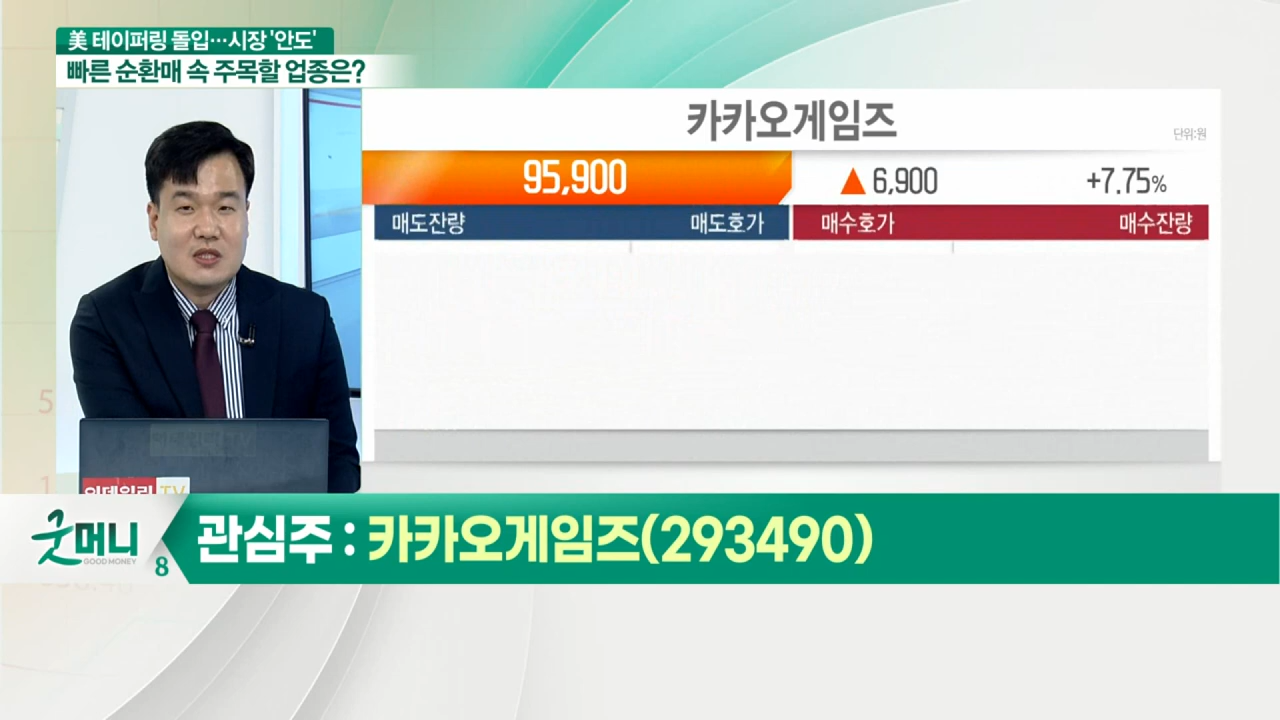 美 테이퍼링 돌입…시장 '안도'
빠른 순환매 속 주목할 업종은?
카카오게임즈
단위:원
95,900
▲ 6,900
+7.75%
매도잔량
매도호가
매수호가
매수잔량
5
1
이데일리 TV
굿머니
GOOD MONEY
8
관심주 : 카카오게임즈(293490)